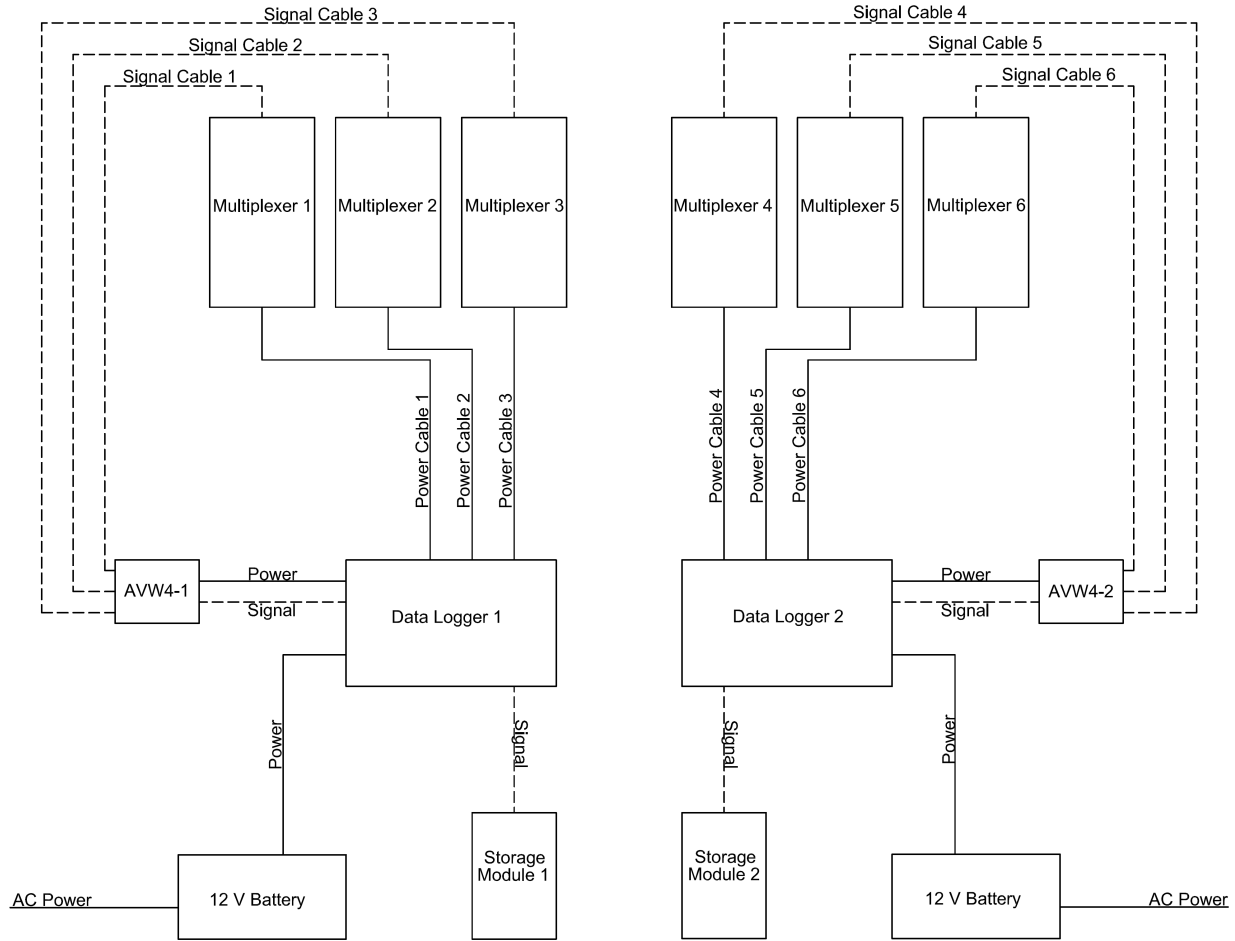 Signal Cable 3
Signal Cable 2
Signal Cable 1
Signal Cable 4
Signal Cable 5
Signal Cable 6
Multiplexer 1
Multiplexer 2
Multiplexer 3
Multiplexer 4
Multiplexer 5
Multiplexer 6
Power Cable 1
Power Cable 2
Power Cable 3
Power Cable 4
Power Cable 5
Power Cable 6
AVW4-1
Power
Signal
Data Logger 1
Data Logger 2
Power
Signal
AVW4-2
Power
Signal
Signal
Power
AC Power
12 V Battery
Storage
Module 1
Storage
Module 2
12 V Battery
AC Power